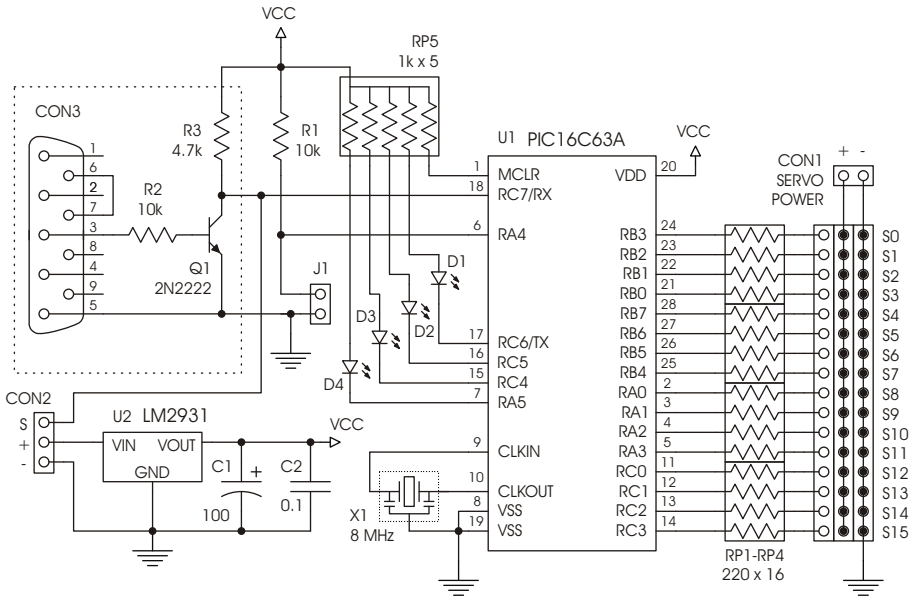 VCC
RP5
1k x 5
CON3
R3
4.7k
R1
10k
U1 PIC16C63A
VCC
CON1
SERVO
POWER
+ -
1
6
2
7
3
8
4
9
5
R2
10k
Q1
2N2222
J1
D1
D2
D3
D4
1 MCLR
18 RC7/RX
6 RA4
17 RC6/TX
16 RC5
15 RC4
7 RA5
9 CLKIN
10 CLKOUT
8 VSS
19 VSS
VDD 20
RB3 24 S0
RB2 23 S1
RB1 22 S2
RB0 21 S3
RB7 28 S4
RB6 27 S5
RB5 26 S6
RB4 25 S7
RA0 2 S8
RA1 3 S9
RA2 4 S10
RA3 5 S11
RC0 11 S12
RC1 12 S13
RC2 13 S14
RC3 14 S15
CON2
S
+
-
U2 LM2931
VIN VOUT
GND
VCC
C1 +
100
C2
0.1
X1
8 MHz
RP1-RP4
220 x 16